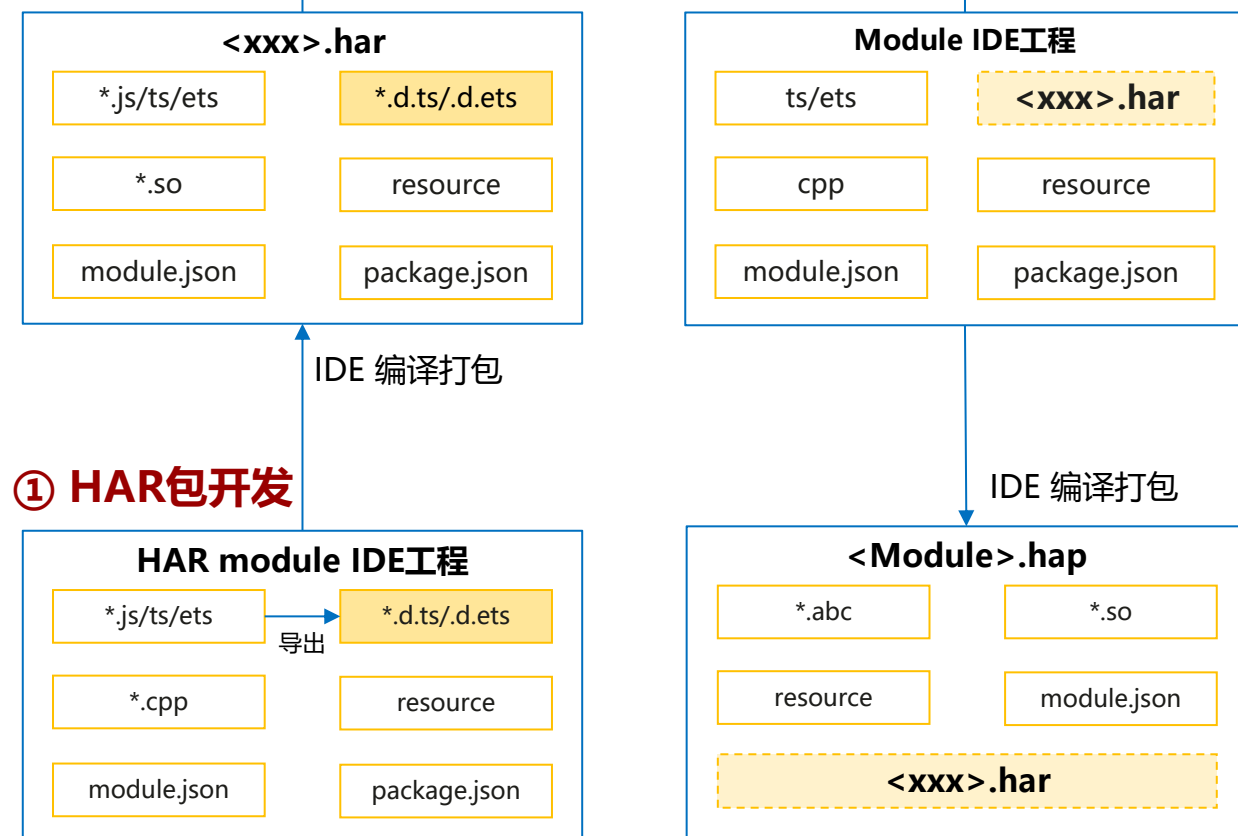 <xxx>.har
*.js/ts/ets
*.d.ts/.d.ets
*.so
resource
module.json
package.json
IDE 编译打包
① HAR包开发
HAR module IDE工程
*.js/ts/ets
导出
*.d.ts/.d.ets
*.cpp
resource
module.json
package.json
Module IDE工程
ts/ets
<xxx>.har
cpp
resource
module.json
package.json
IDE 编译打包
<Module>.hap
*.abc
*.so
resource
module.json
<xxx>.har